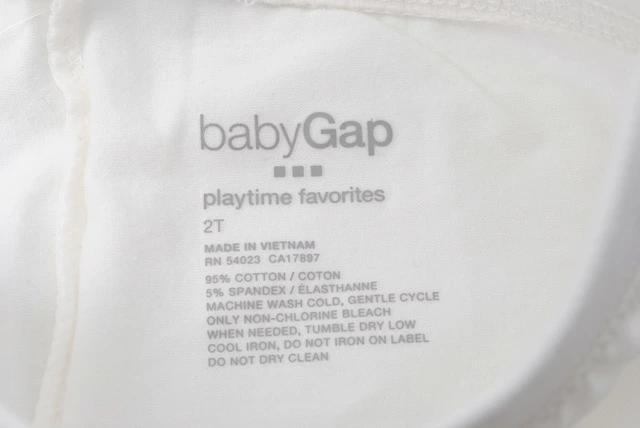 babyGap
playtime favorites
2T
MADE IN VIETNAM
RN 54023 CA17897
95% COTTON / COTON
5% SPANDEX / ÉLASTHANNE
MACHINE WASH COLD, GENTLE CYCLE
ONLY NON-CHLORINE BLEACH
WHEN NEEDED, TUMBLE DRY LOW
COOL IRON, DO NOT IRON ON LABEL
DO NOT DRY CLEAN